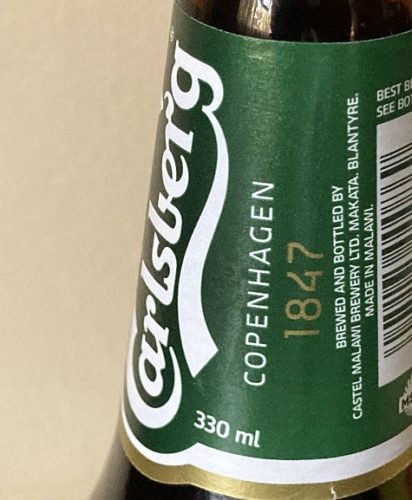 Carlsberg
®
COPENHAGEN
1847
330 ml
BREWED AND BOTTLED BY
CASTEL MALAWI BREWERY LTD. MAKATA. BLANTYRE.
MADE IN MALAWI.
BEST
SEE